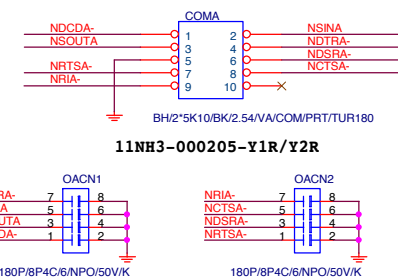 COMA
NDCDA- 1 2 NSINA
NSOUTA 3 4 NDTRA-
5 6 NDSRA-
NRTSA- 7 8 NCTSA-
NRIA- 9 10
BH/2*5K10/BK/2.54/VA/COM/PRT/TUR180
11NH3-000205-Y1R/Y2R
OACN1 OACN2
RA- 7 8 NRIA- 7 8
A 5 6 NCTSA- 5 6
UTA 3 4 NDSRA- 3 4
DA- 1 2 NRTSA- 1 2
180P/8P4C/6/NPO/50V/K 180P/8P4C/6/NPO/50V/K